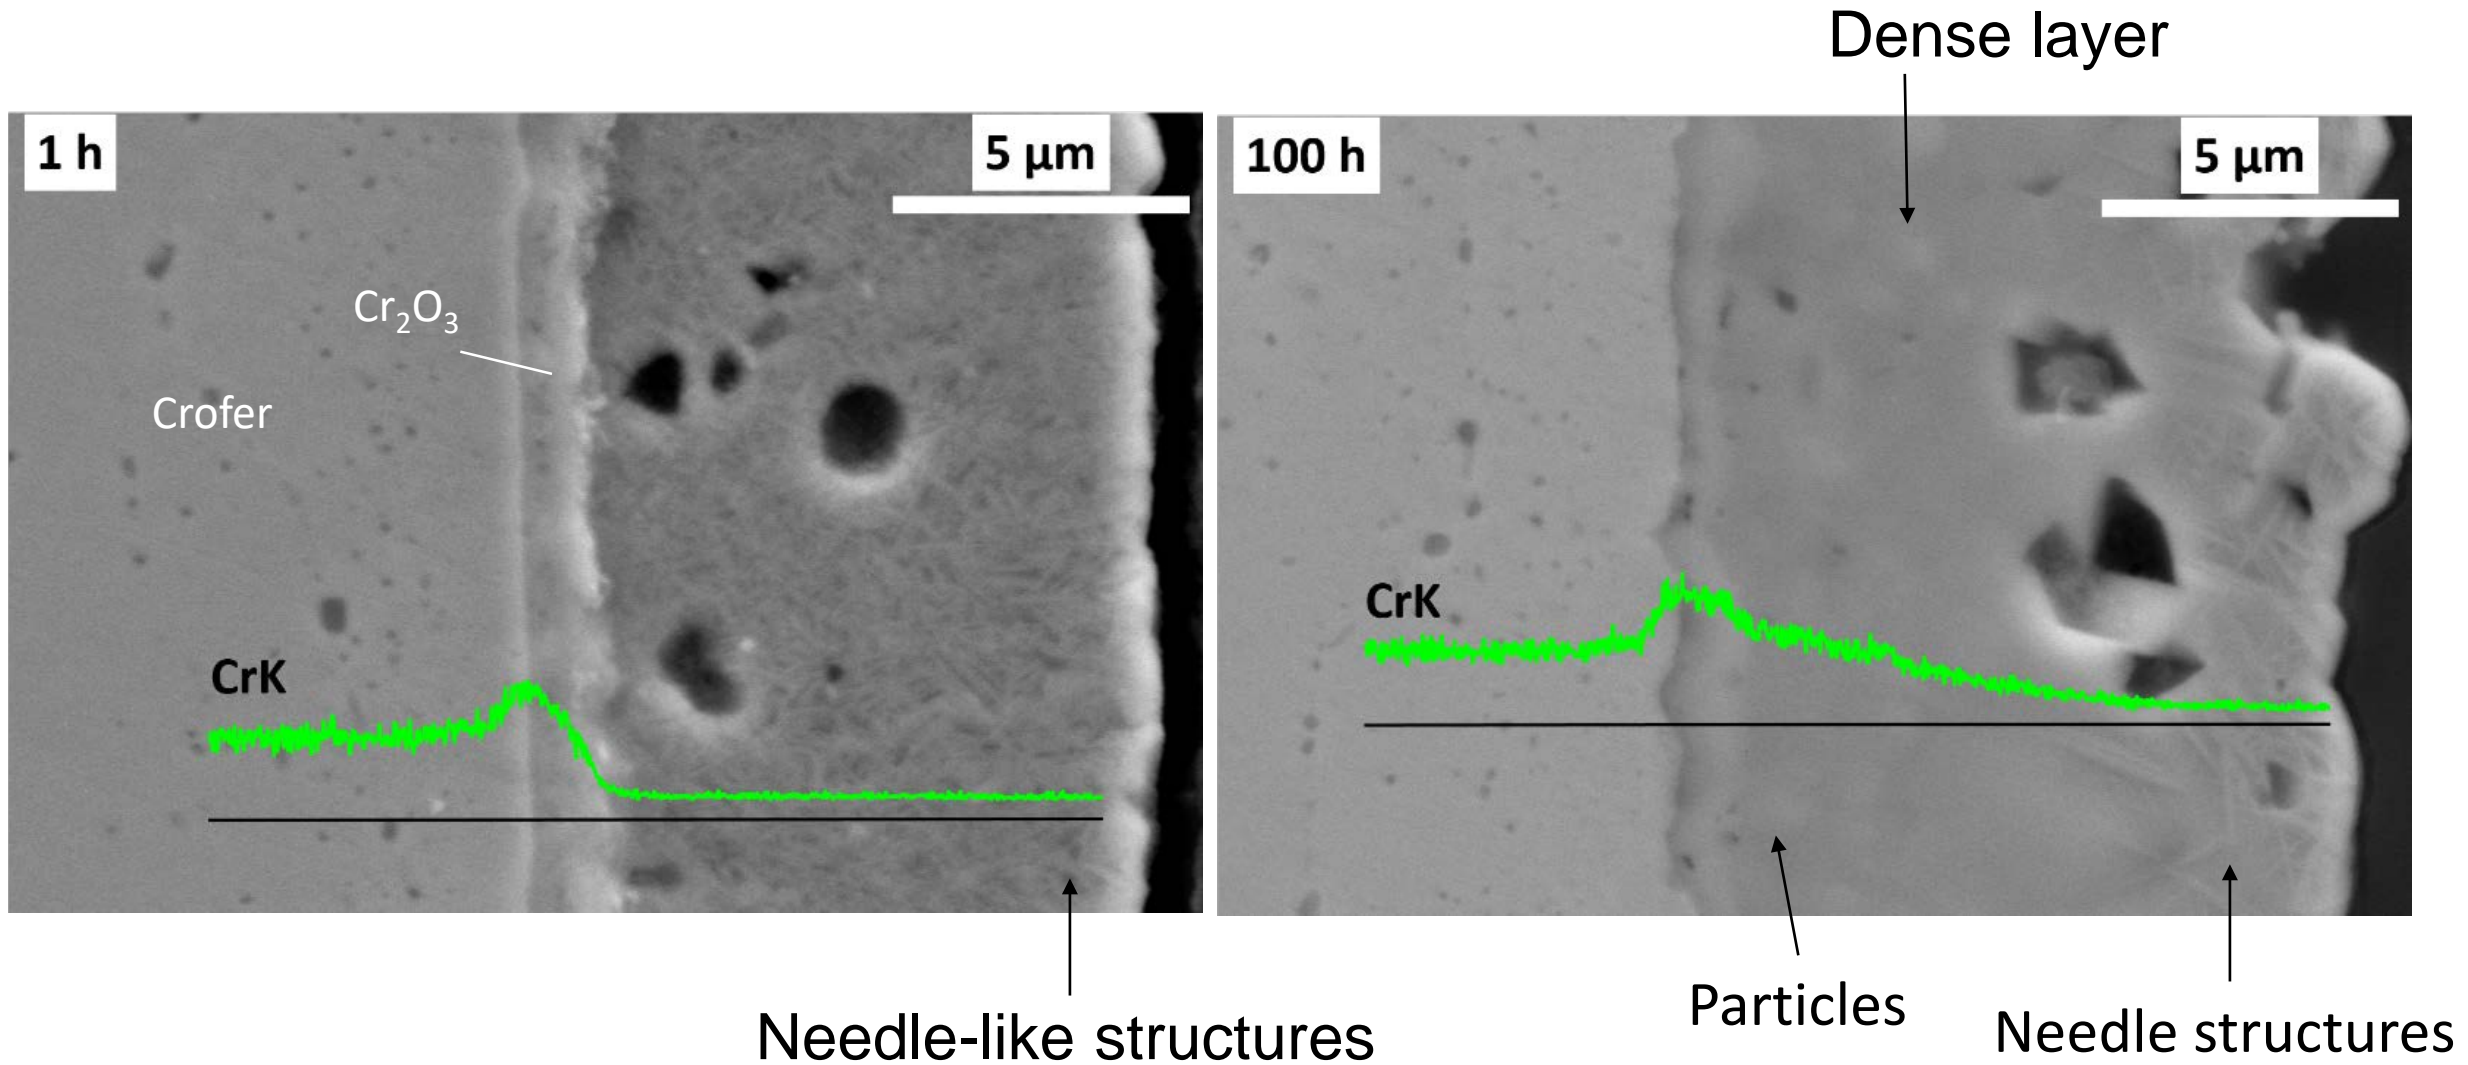 Dense layer
1 h
5 µm
100 h
5 µm
Cr₂O₃
Crofer
CrK
CrK
Particles
Needle-like structures
Needle structures